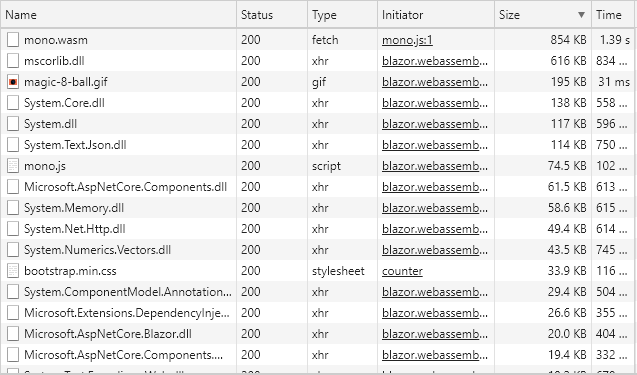 Name Status Type Initiator Size Time
mono.wasm 200 fetch mono.js:1 854 KB 1.39 s
mscorlib.dll 200 xhr blazor.webassemb... 616 KB 834 ...
magic-8-ball.gif 200 gif blazor.webassemb... 195 KB 31 ms
System.Core.dll 200 xhr blazor.webassemb... 138 KB 558 ...
System.dll 200 xhr blazor.webassemb... 117 KB 596 ...
System.Text.Json.dll 200 xhr blazor.webassemb... 114 KB 750 ...
mono.js 200 script blazor.webassemb... 74.5 KB 102 ...
Microsoft.AspNetCore.Components.dll 200 xhr blazor.webassemb... 61.5 KB 613 ...
System.Memory.dll 200 xhr blazor.webassemb... 58.6 KB 615 ...
System.Net.Http.dll 200 xhr blazor.webassemb... 49.4 KB 614 ...
System.Numerics.Vectors.dll 200 xhr blazor.webassemb... 43.5 KB 745 ...
bootstrap.min.css 200 stylesheet counter 33.9 KB 116 ...
System.ComponentModel.Annotation... 200 xhr blazor.webassemb... 29.4 KB 504 ...
Microsoft.Extensions.DependencyInje... 200 xhr blazor.webassemb... 26.6 KB 355 ...
Microsoft.AspNetCore.Blazor.dll 200 xhr blazor.webassemb... 20.0 KB 404 ...
Microsoft.AspNetCore.Components.... 200 xhr blazor.webassemb... 19.4 KB 332 ...